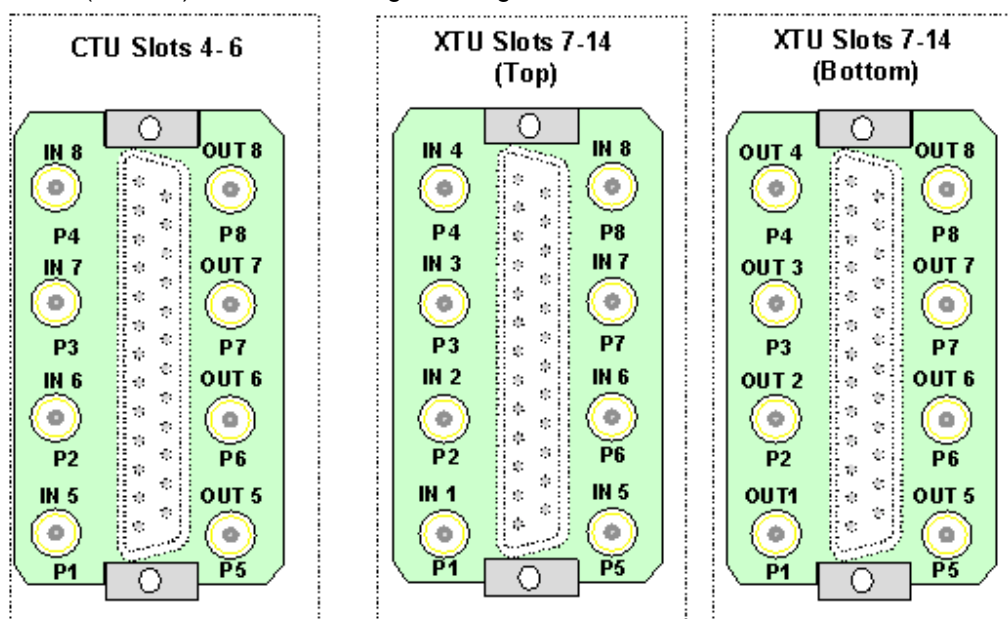 CTU Slots 4-6
IN 8 OUT 8
P4 P8
IN 7 OUT 7
P3 P7
IN 6 OUT 6
P2 P6
IN 5 OUT 5
P1 P5
XTU Slots 7-14
(Top)
IN 4 IN 8
P4 P8
IN 3 IN 7
P3 P7
IN 2 IN 6
P2 P6
IN 1 IN 5
P1 P5
XTU Slots 7-14
(Bottom)
OUT 4 OUT 8
P4 P8
OUT 3 OUT 7
P3 P7
OUT 2 OUT 6
P2 P6
OUT1 OUT 5
P1 P5